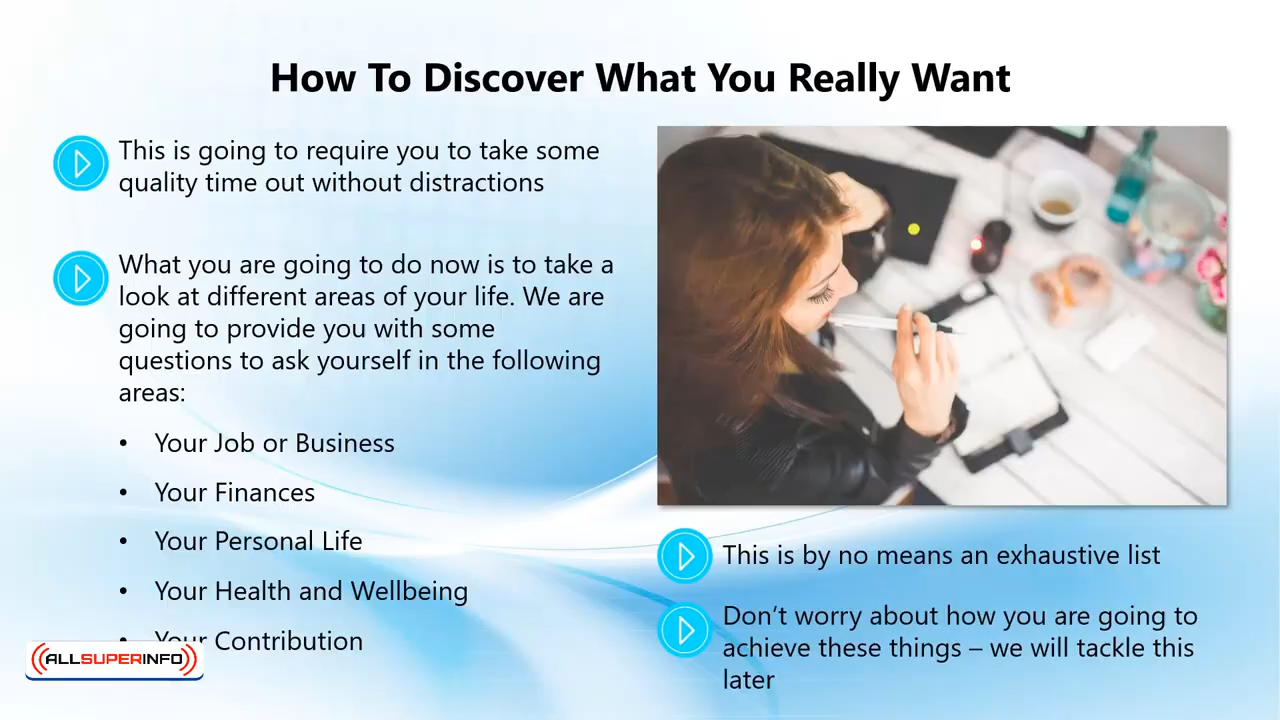 How To Discover What You Really Want
This is going to require you to take some
quality time out without distractions
What you are going to do now is to take a
look at different areas of your life. We are
going to provide you with some
questions to ask yourself in the following
areas:
• Your Job or Business
• Your Finances
• Your Personal Life
• Your Health and Wellbeing
• Your Contribution
This is by no means an exhaustive list
Don’t worry about how you are going to
achieve these things – we will tackle this
later
ALLSUPERINFO